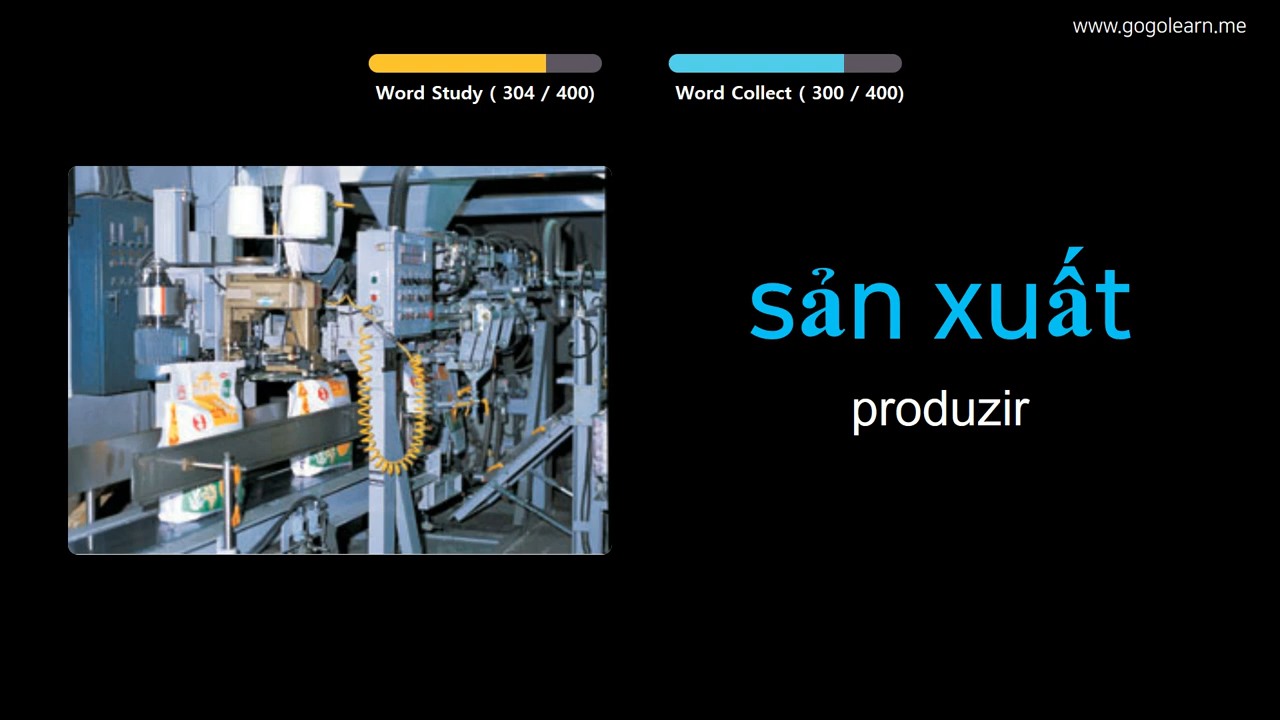 www.gogolearn.me
Word Study ( 304 / 400)
Word Collect ( 300 / 400)
sản xuất
produzir